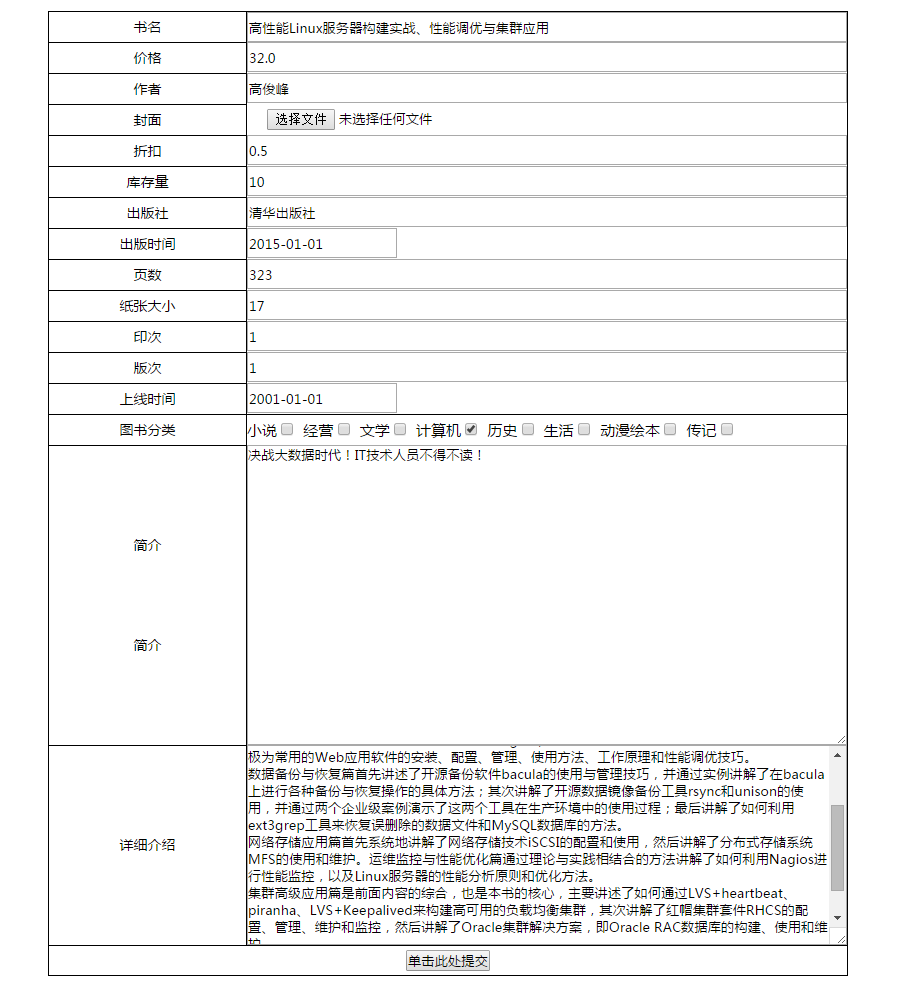 书名 高性能Linux服务器构建实战、性能调优与集群应用
价格 32.0
作者 高俊峰
封面 选择文件 未选择任何文件
折扣 0.5
库存量 10
出版社 清华出版社
出版时间 2015-01-01
页数 323
纸张大小 17
印次 1
版次 1
上线时间 2001-01-01
图书分类 小说 经营 文学 计算机 历史 生活 动漫绘本 传记
决战大数据时代！IT技术人员不得不读！
简介
简介
极为常用的Web应用软件的安装、配置、管理、使用方法、工作原理和性能调优技巧。
数据备份与恢复篇首先讲述了开源备份软件bacula的使用与管理技巧，并通过实例讲解了在bacula
上进行各种备份与恢复操作的具体方法；其次讲解了开源数据镜像备份工具rsync和unison的使
用，并通过两个企业级案例演示了这两个工具在生产环境中的使用过程；最后讲解了如何利用
ext3grep工具来恢复误删除的数据文件和MySQL数据库的方法。
网络存储应用篇首先系统地讲解了网络存储技术iSCSI的配置和使用，然后讲解了分布式存储系统
详细介绍
MFS的使用和维护。运维监控与性能优化篇通过理论与实践相结合的方法讲解了如何利用Nagios进
行性能监控，以及Linux服务器的性能分析原则和优化方法。
集群高级应用篇是前面内容的综合，也是本书的核心，主要讲述了如何通过LVS+heartbeat、
piranha、LVS+Keepalived来构建高可用的负载均衡集群，其次讲解了红帽集群套件RHCS的配
置、管理、维护和监控，然后讲解了Oracle集群解决方案，即Oracle RAC数据库的构建、使用和维
护
单击此处提交